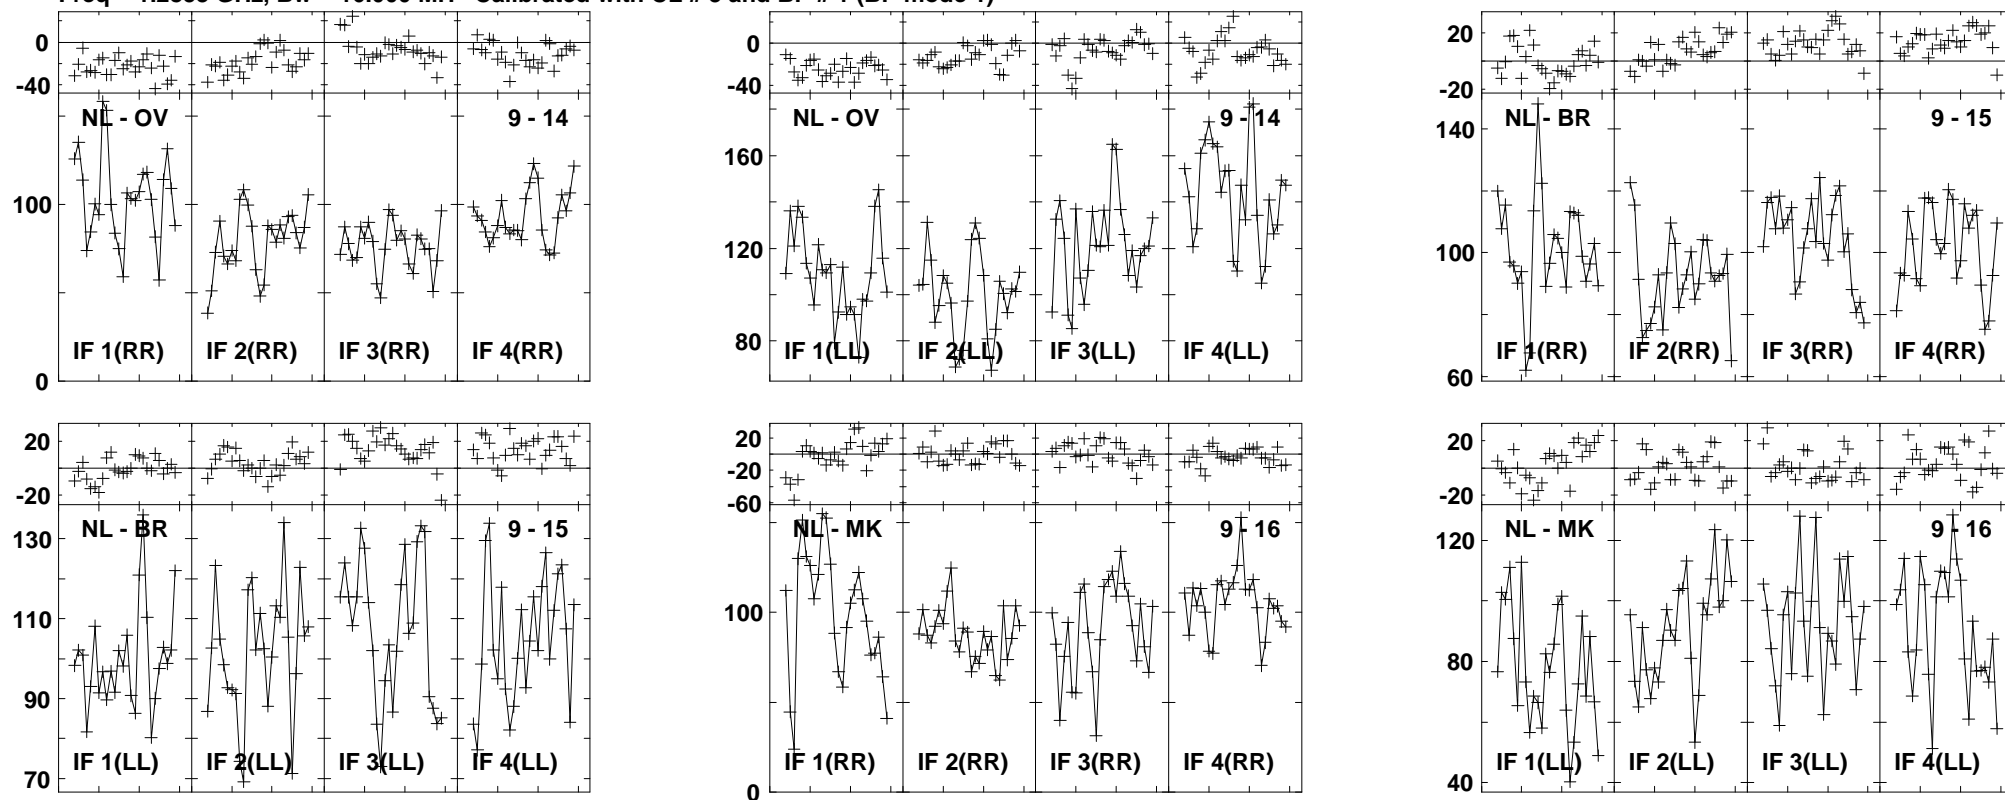 0
-40
NL - OV
9 - 14
100
IF 1(RR)
IF 2(RR)
IF 3(RR)
IF 4(RR)
0
0
-40
NL - OV
9 - 14
160
120
80
IF 1(LL)
IF 2(LL)
IF 3(LL)
IF 4(LL)
20
0
-20
NL - BR
9 - 15
140
100
IF 1(RR)
IF 2(RR)
IF 3(RR)
IF 4(RR)
60
20
0
-20
NL - BR
9 - 15
130
110
90
IF 1(LL)
IF 2(LL)
IF 3(LL)
IF 4(LL)
70
20
0
-20
-60
NL - MK
9 - 16
100
IF 1(RR)
IF 2(RR)
IF 3(RR)
IF 4(RR)
0
20
0
-20
NL - MK
9 - 16
120
80
IF 1(LL)
IF 2(LL)
IF 3(LL)
IF 4(LL)
40